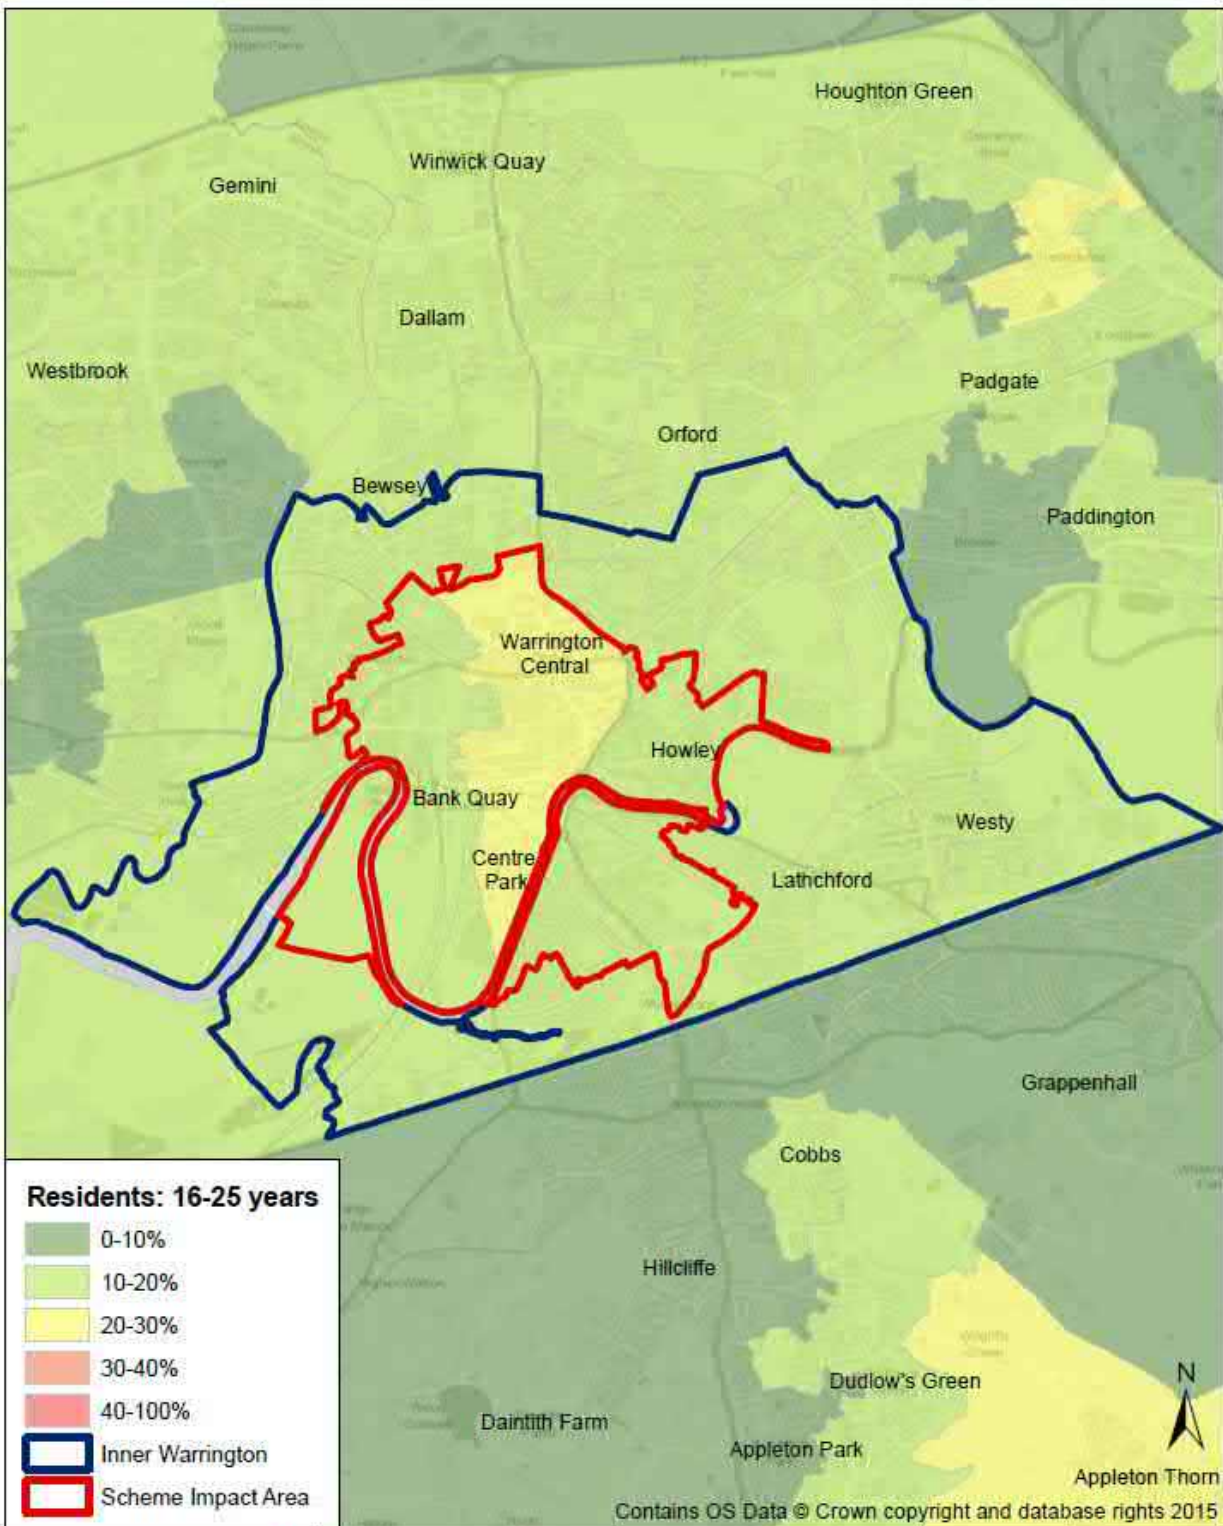 Houghton Green
Winwick Quay
Gemini
Dallam
Westbrook
Padgate
Orford
Bewsey
Paddington
Warrington
Central
Howley
Bank Quay
Westy
Centre
Park
Lathchford
Grappenhall
Cobbs
Hillcliffe
Dudlow's Green
Daintith Farm
Appleton Park
Appleton Thorn
N
Residents: 16-25 years
0-10%
10-20%
20-30%
30-40%
40-100%
Inner Warrington
Scheme Impact Area
Contains OS Data © Crown copyright and database rights 2015